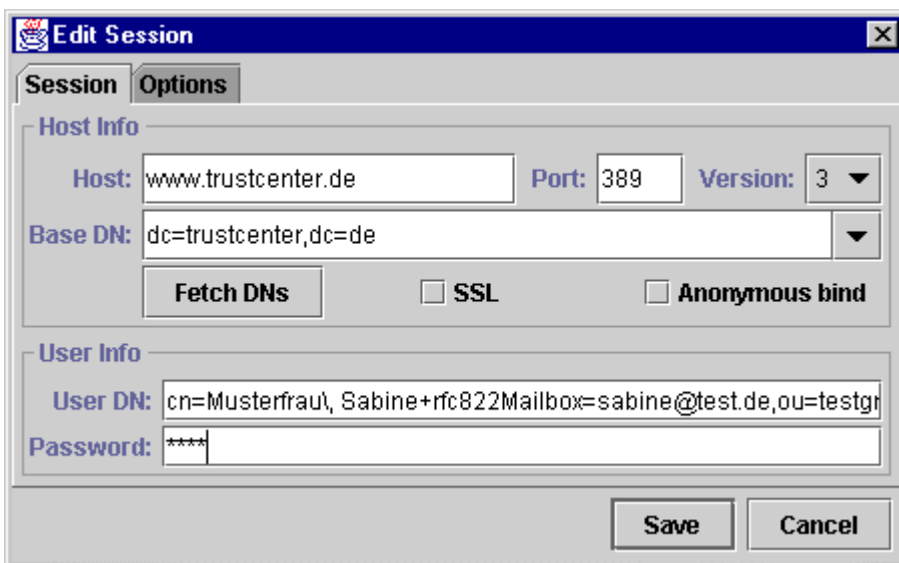 Edit Session
Session Options
Host Info
Host: www.trustcenter.de Port: 389 Version: 3
Base DN: dc=trustcenter,dc=de
Fetch DNs SSL Anonymous bind
User Info
User DN: cn=Musterfrau\, Sabine+rfc822Mailbox=sabine@test.de,ou=testgr
Password: ****
Save Cancel